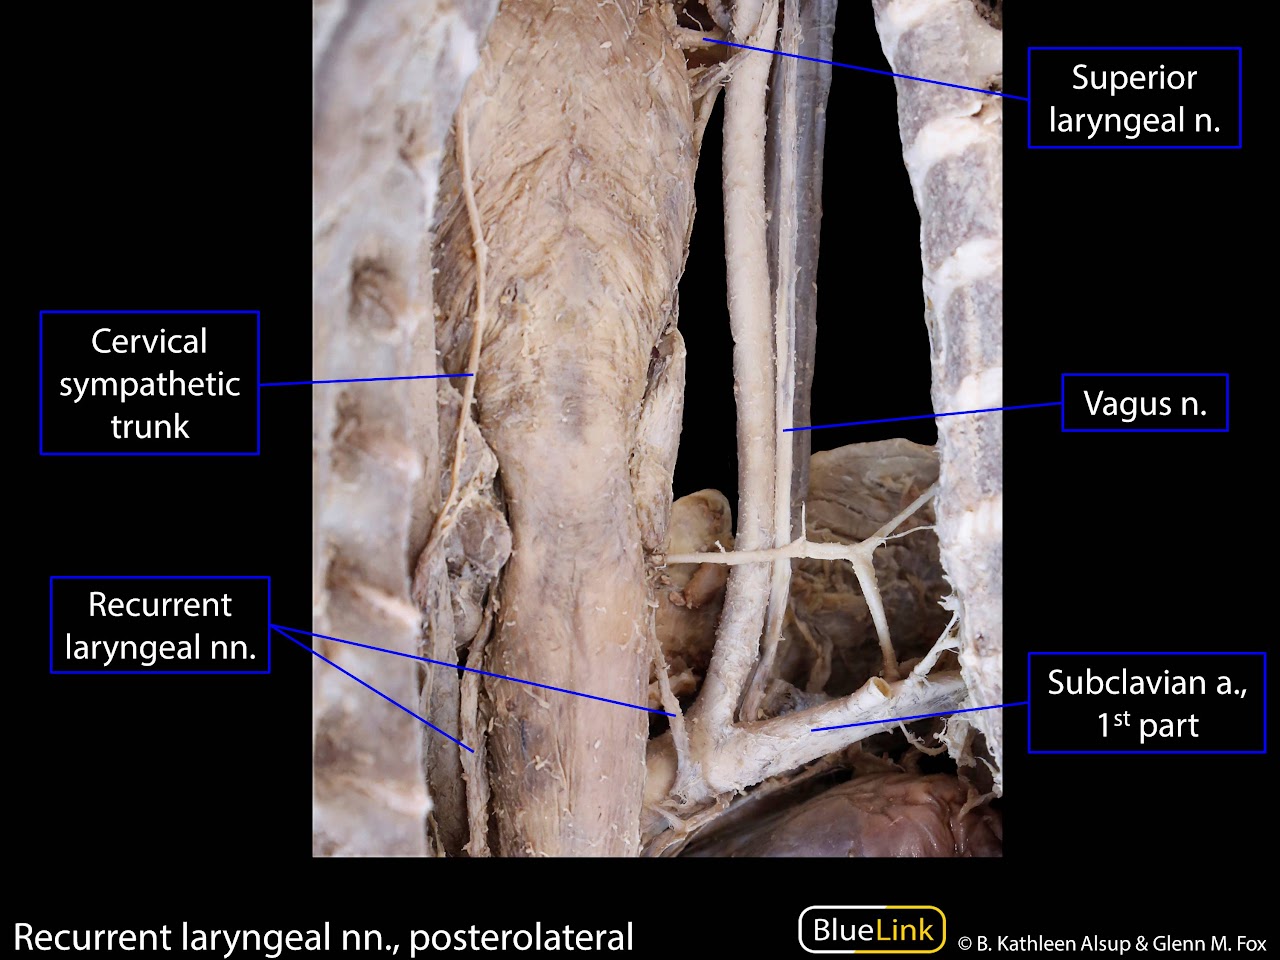 Superior
laryngeal n.
Cervical
sympathetic
trunk
Vagus n.
Recurrent
laryngeal nn.
Subclavian a.,
1st part
Recurrent laryngeal nn., posterolateral
BlueLink
© B. Kathleen Alsup & Glenn M. Fox